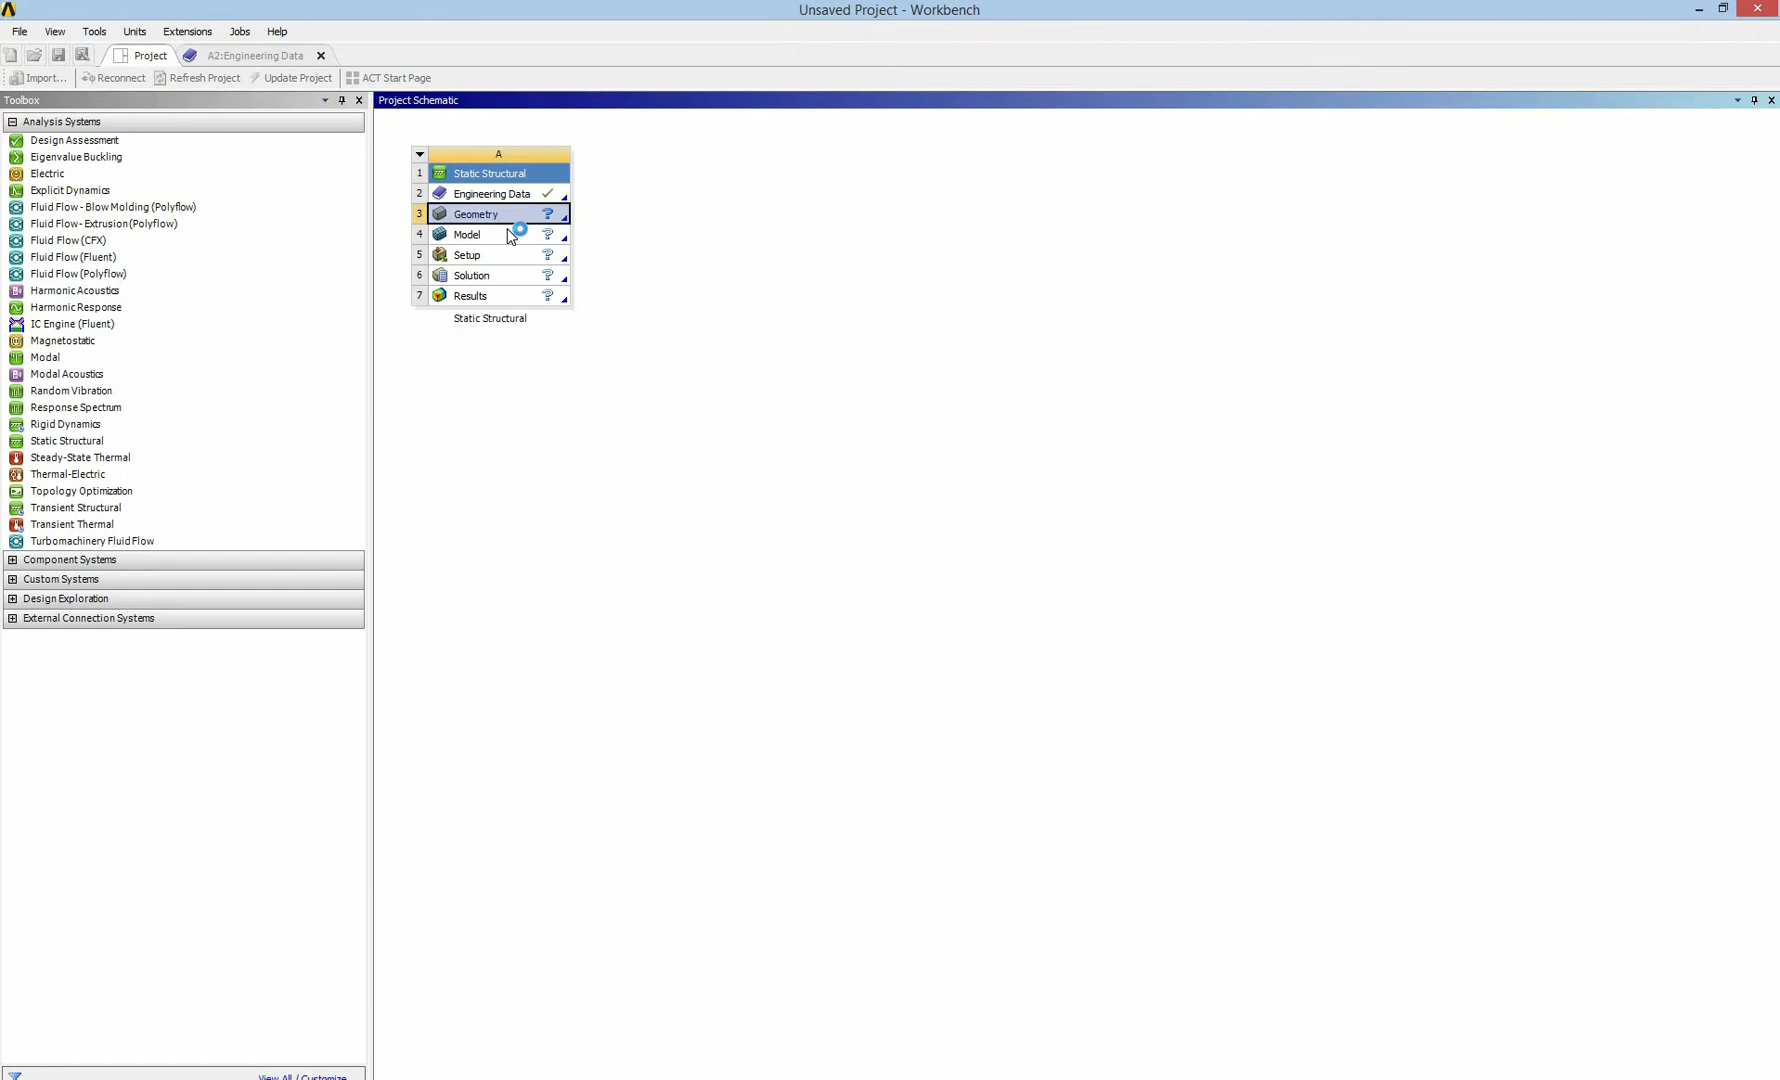 Unsaved Project - Workbench
File View Tools Units Extensions Jobs Help
Project A2:Engineering Data
Import... Reconnect Refresh Project Update Project ACT Start Page
Toolbox
Project Schematic
Analysis Systems
Design Assessment
Eigenvalue Buckling
Electric
Explicit Dynamics
Fluid Flow - Blow Molding (Polyflow)
Fluid Flow- Extrusion(Polyflow)
Fluid Flow (CFX)
Fluid Flow (Fluent)
Fluid Flow (Polyflow)
Harmonic Acoustics
Harmonic Response
IC Engine (Fluent)
Magnetostatic
Modal
Modal Acoustics
Random Vibration
Response Spectrum
Rigid Dynamics
Static Structural
Steady-State Thermal
Thermal-Electric
Topology Optimization
Transient Structural
Transient Thermal
Turbomachinery Fluid Flow
Component Systems
Custom Systems
Design Exploration
External Connection Systems
View All / Customize
A
1 Static Structural
2 Engineering Data
3 Geometry ?
4 Model ?
5 Setup ?
6 Solution ?
7 Results ?
Static Structural